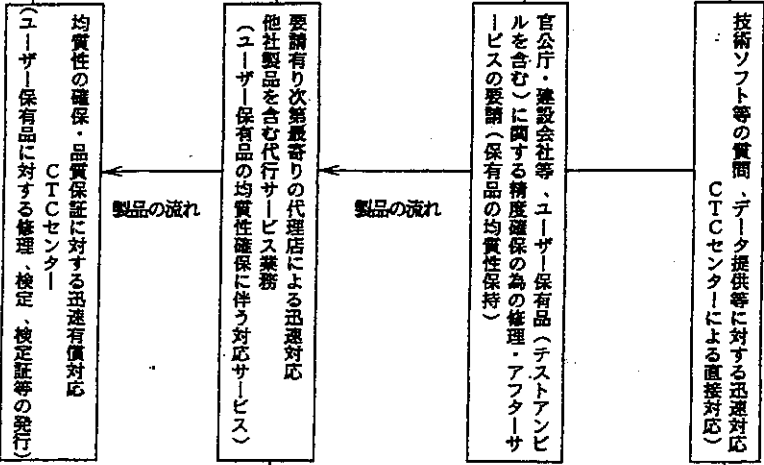 技術ソフト等の質問、データ提供等に対する迅速対応
CTCセンターによる直接対応)
官公庁・建設会社等、ユーザー保有品(テストアンビ
ルを含む)に関する精度確保の為の修理・アフターサ
ービスの要請(保有品の均質性保持)
製品の流れ
要請有り次第最寄りの代理店による迅速対応
他社製品を含む代行サービス業務
(ユーザー保有品の均質性確保に伴う対応サービス)
製品の流れ
均質性の確保・品質保証に対する迅速有償対応
CTCセンター
(ユーザー保有品に対する修理、検定、検定証等の発行)